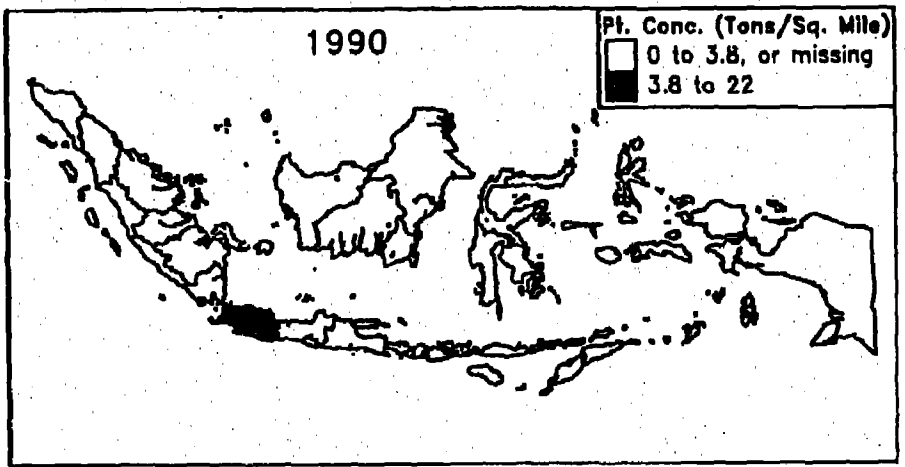 1990
Pt. Conc. (Tons/Sq. Mile)
0 to 3.8, or missing
3.8 to 22